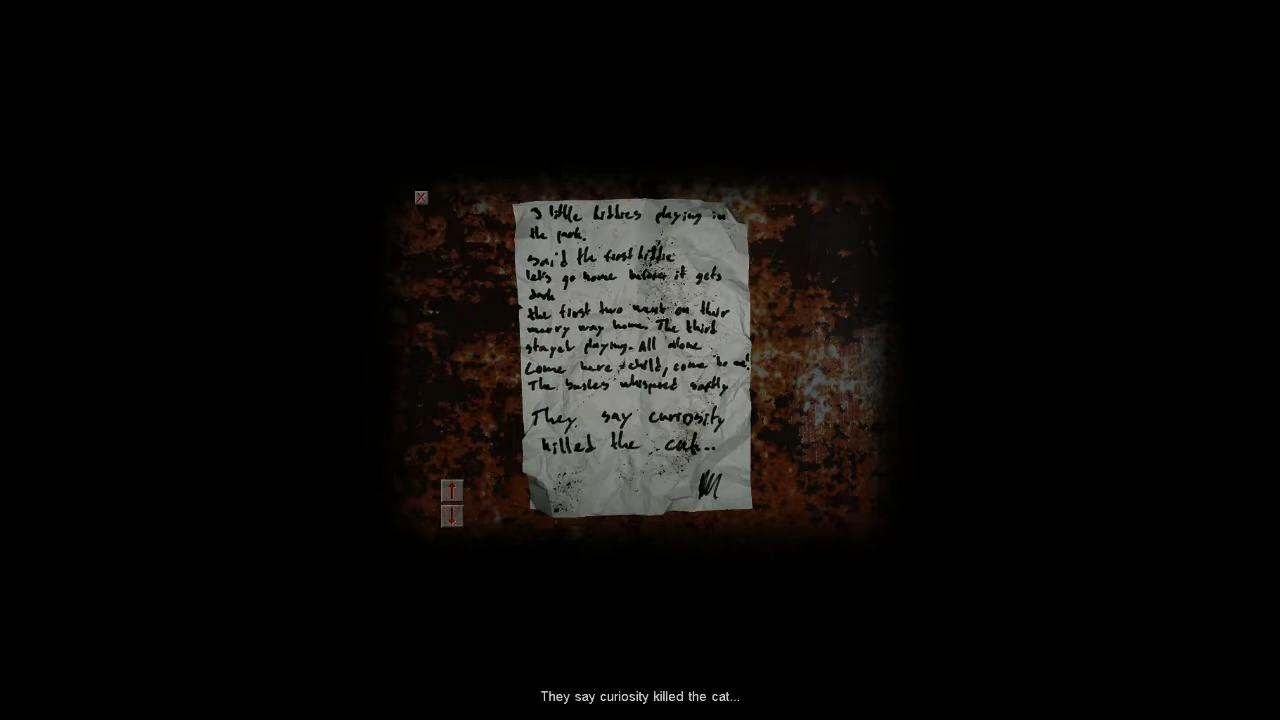 3 little kitties playing in
the park.
said the first kittie
let's go home before it gets
dark
the first two went on their
merry way home. The third
stayed playing. All alone
Come here child, come to me!
The bushes whispered softly
They say curiosity
killed the cat...
They say curiosity killed the cat...